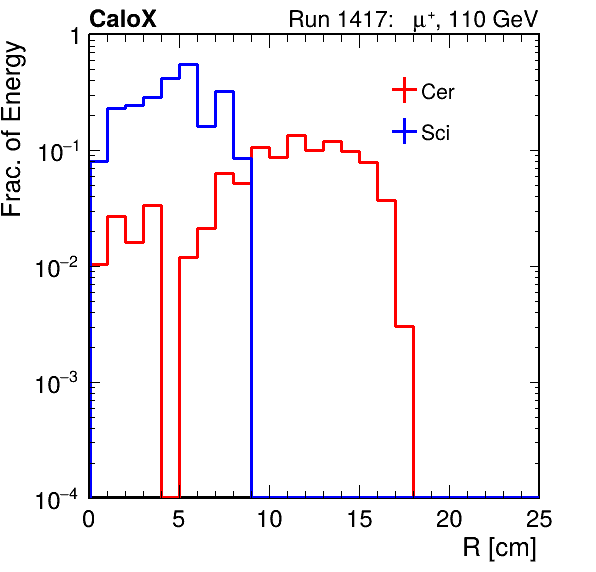 CaloX Run 1417: μ⁺, 110 GeV
Frac. of Energy
1
10⁻¹
10⁻²
10⁻³
10⁻⁴
Cer
Sci
0 5 10 15 20 25
R [cm]